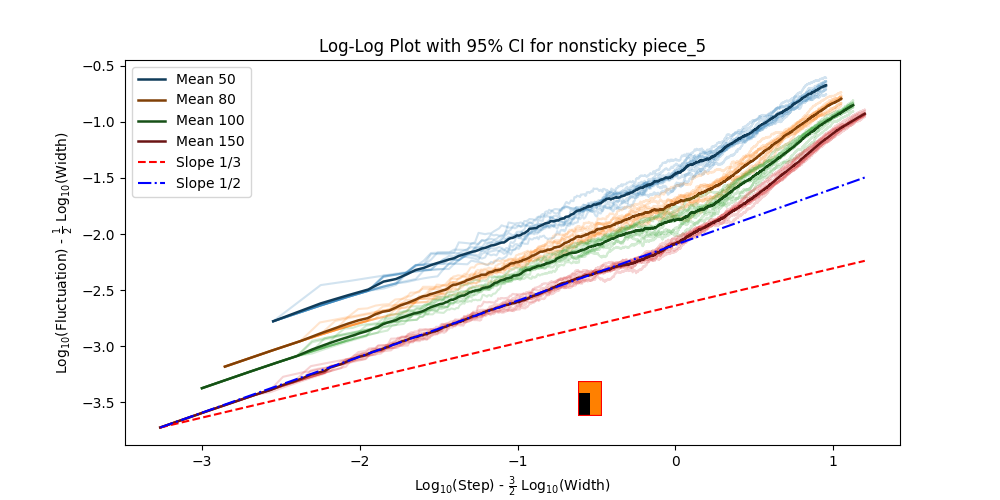 Log-Log Plot with 95% CI for nonsticky piece_5
Log₁₀(Fluctuation) - ½ Log₁₀(Width)
−0.5
−1.0
−1.5
−2.0
−2.5
−3.0
−3.5
Mean 50
Mean 80
Mean 100
Mean 150
Slope 1/3
Slope 1/2
−3
−2
−1
0
1
Log₁₀(Step) - 3/2 Log₁₀(Width)